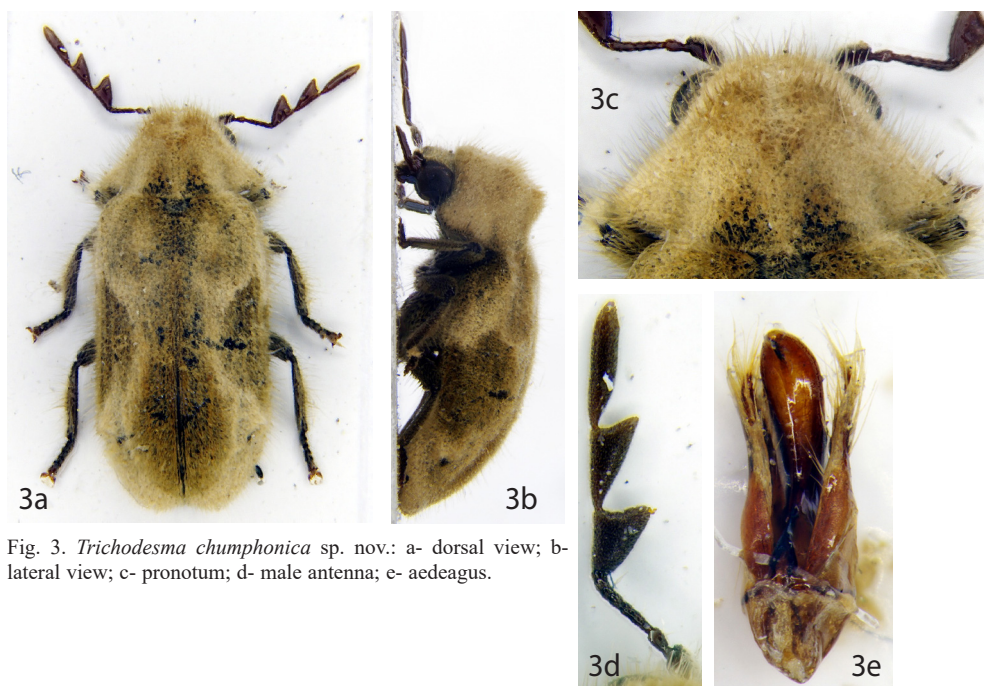 3a
3b
3c
Fig. 3. Trichodesma chumphonica sp. nov.: a- dorsal view; b-
lateral view; c- pronotum; d- male antenna; e- aedeagus.
3d
3e